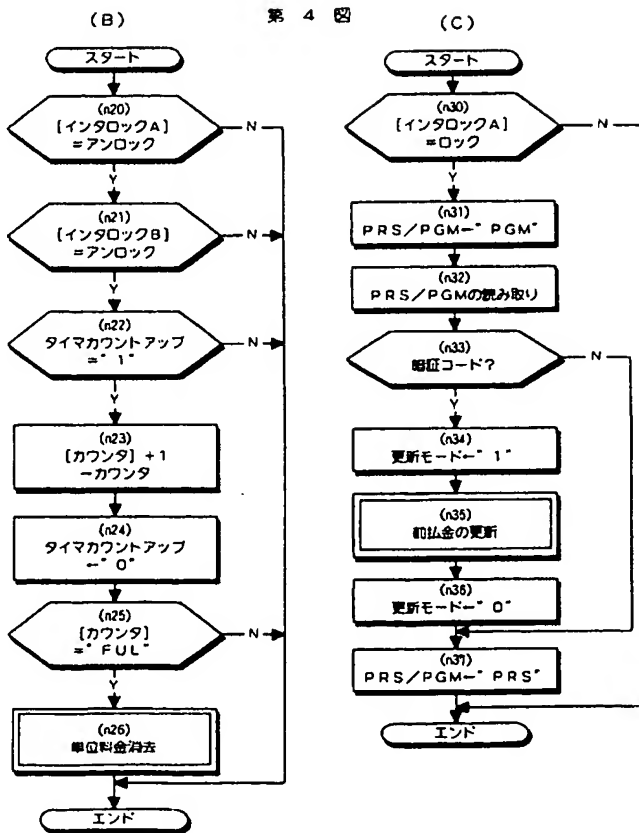 第 4 図
(B)
スタート
(n20)
[インタロックA]
=アンロック
N
Y
(n21)
[インタロックB]
=アンロック
N
Y
(n22)
タイマカウントアップ
="1"
N
Y
(n23)
[カウンタ]+1
→カウンタ
(n24)
タイマカウントアップ
←"0"
(n25)
[カウンタ]
="FUL"
N
Y
(n26)
単位料金消去
エンド
(C)
スタート
(n30)
[インタロックA]
=ロック
N
Y
(n31)
PRS/PGM←"PGM"
(n32)
PRS/PGMの読み取り
(n33)
暗証コード?
N
Y
(n34)
更新モード←"1"
(n35)
前払金の更新
(n36)
更新モード←"0"
(n37)
PRS/PGM←"PRS"
エンド